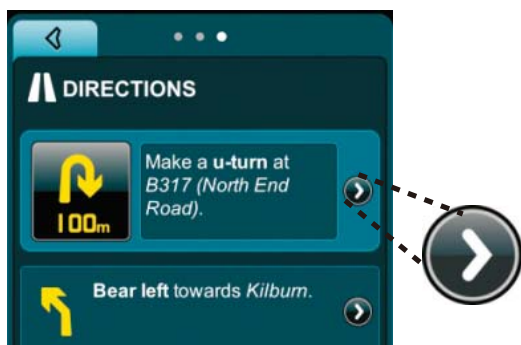 DIRECTIONS
Make a u-turn at
B317 (North End
Road).
100m
Bear left towards Kilburn.